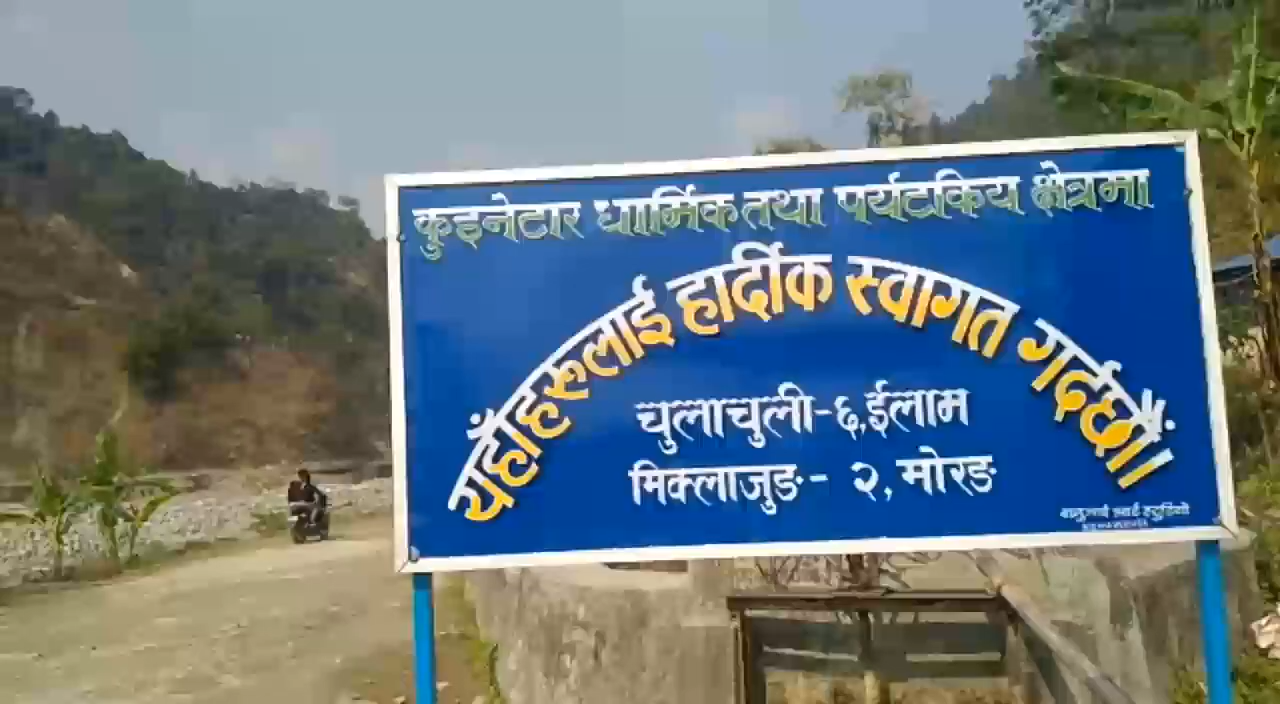 कुइनेटार धार्मिक तथा पर्यटकिय क्षेत्रमा
यहाँहरुलाई हार्दीक स्वागत गर्दछौं।
चुलाचुली-६,ईलाम
मिक्लाजुङ- २, मोरङ